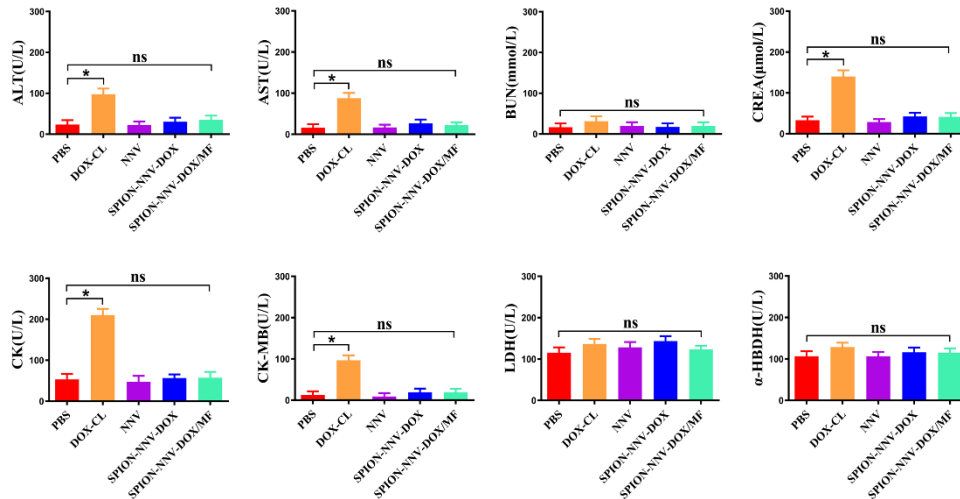 ALT(U/L)
300
200
100
0
ns
*
PBS
DOX-CL
NNV
SPION-NNV-DOX
SPION-NNV-DOX/MF
AST(U/L)
300
200
100
0
ns
*
PBS
DOX-CL
NNV
SPION-NNV-DOX
SPION-NNV-DOX/MF
BUN(mmol/L)
300
200
100
0
ns
PBS
DOX-CL
NNV
SPION-NNV-DOX
SPION-NNV-DOX/MF
CREA(μmol/L)
300
200
100
0
ns
*
PBS
DOX-CL
NNV
SPION-NNV-DOX
SPION-NNV-DOX/MF
CK(U/L)
300
200
100
0
ns
*
PBS
DOX-CL
NNV
SPION-NNV-DOX
SPION-NNV-DOX/MF
CK-MB(U/L)
300
200
100
0
ns
*
PBS
DOX-CL
NNV
SPION-NNV-DOX
SPION-NNV-DOX/MF
LDH(U/L)
300
200
100
0
ns
PBS
DOX-CL
NNV
SPION-NNV-DOX
SPION-NNV-DOX/MF
α-HBDH(U/L)
300
200
100
0
ns
PBS
DOX-CL
NNV
SPION-NNV-DOX
SPION-NNV-DOX/MF